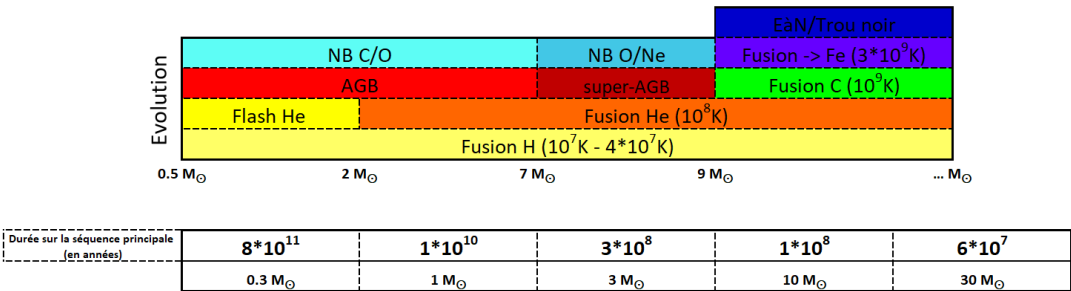 EàN/Trou noir
NB C/O NB O/Ne Fusion -> Fe (3*10⁹K)
AGB super-AGB Fusion C (10⁹K)
Flash He Fusion He (10⁸K)
Fusion H (10⁷K - 4*10⁷K)
Evolution
0.5 M☉ 2 M☉ 7 M☉ 9 M☉ ... M☉
Durée sur la séquence principale
(en années)
8*10¹¹ 1*10¹⁰ 3*10⁸ 1*10⁸ 6*10⁷
0.3 M☉ 1 M☉ 3 M☉ 10 M☉ 30 M☉